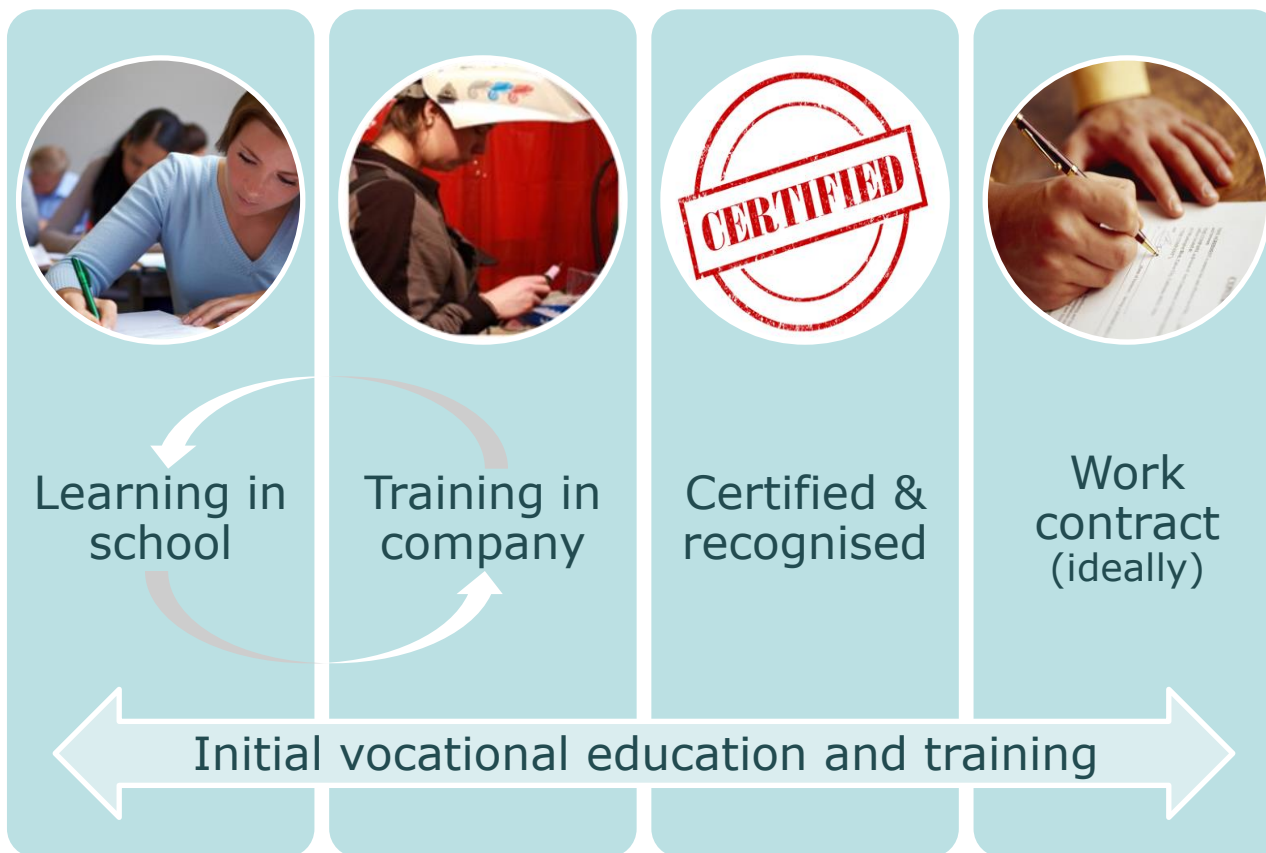 CERTIFIED
Learning in
school
Training in
company
Certified &
recognised
Work
contract
(ideally)
Initial vocational education and training